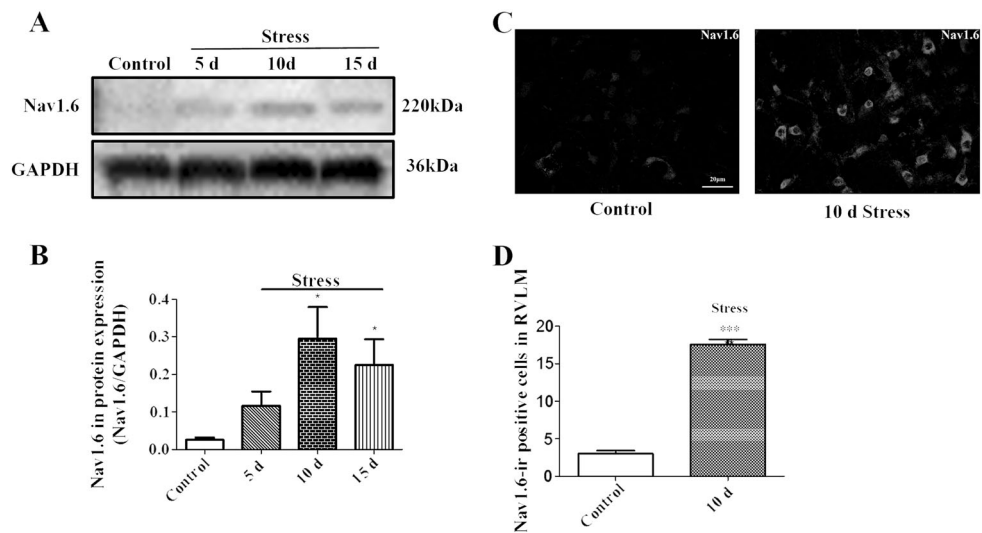 A
Stress
Control 5 d 10d 15 d
Nav1.6 220kDa
GAPDH 36kDa
B
Nav1.6 in protein expression
(Nav1.6/GAPDH)
Stress
0.4
0.3
0.2
0.1
0.0
* *
Control 5 d 10 d 15 d
C
Nav1.6
20μm
Control
Nav1.6
10 d Stress
D
Nav1.6-ir positive cells in RVLM
Stress
***
20
15
10
5
0
Control 10 d